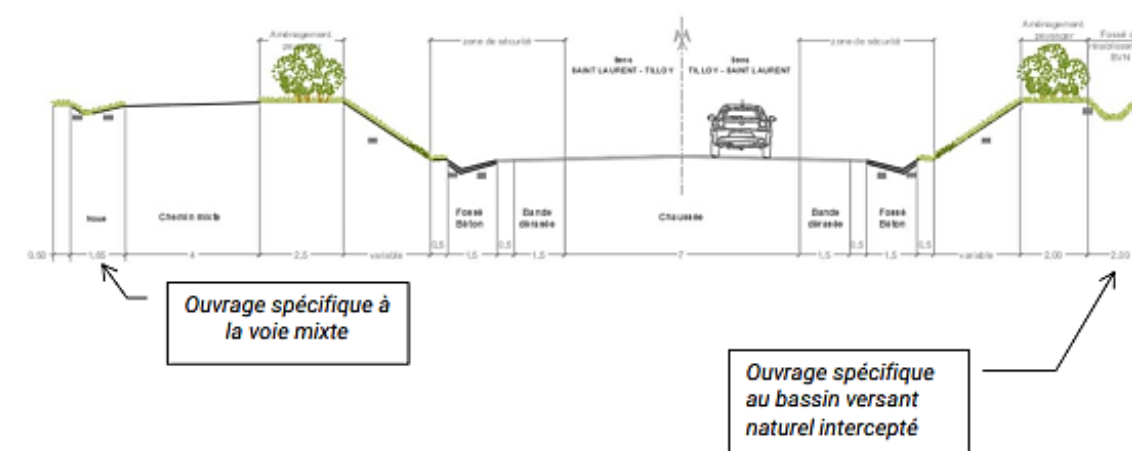 Aménagement
paysager
zone de sécurité
Sens
SAINT LAURENT - TILLOY
Sens
TILLOY - SAINT LAURENT
zone de sécurité
Aménagement
paysager
Fossé
BVN
Noue
Chemin mixte
Fossé
Béton
Bande
dérasée
Chaussée
Bande
dérasée
Fossé
Béton
0,50
1,65
4
2,5
variable
0,5
1,5
0,5
1,5
7
1,5
0,5
1,5
0,5
variable
2,00
2,00
Ouvrage spécifique à
la voie mixte
Ouvrage spécifique
au bassin versant
naturel intercepté